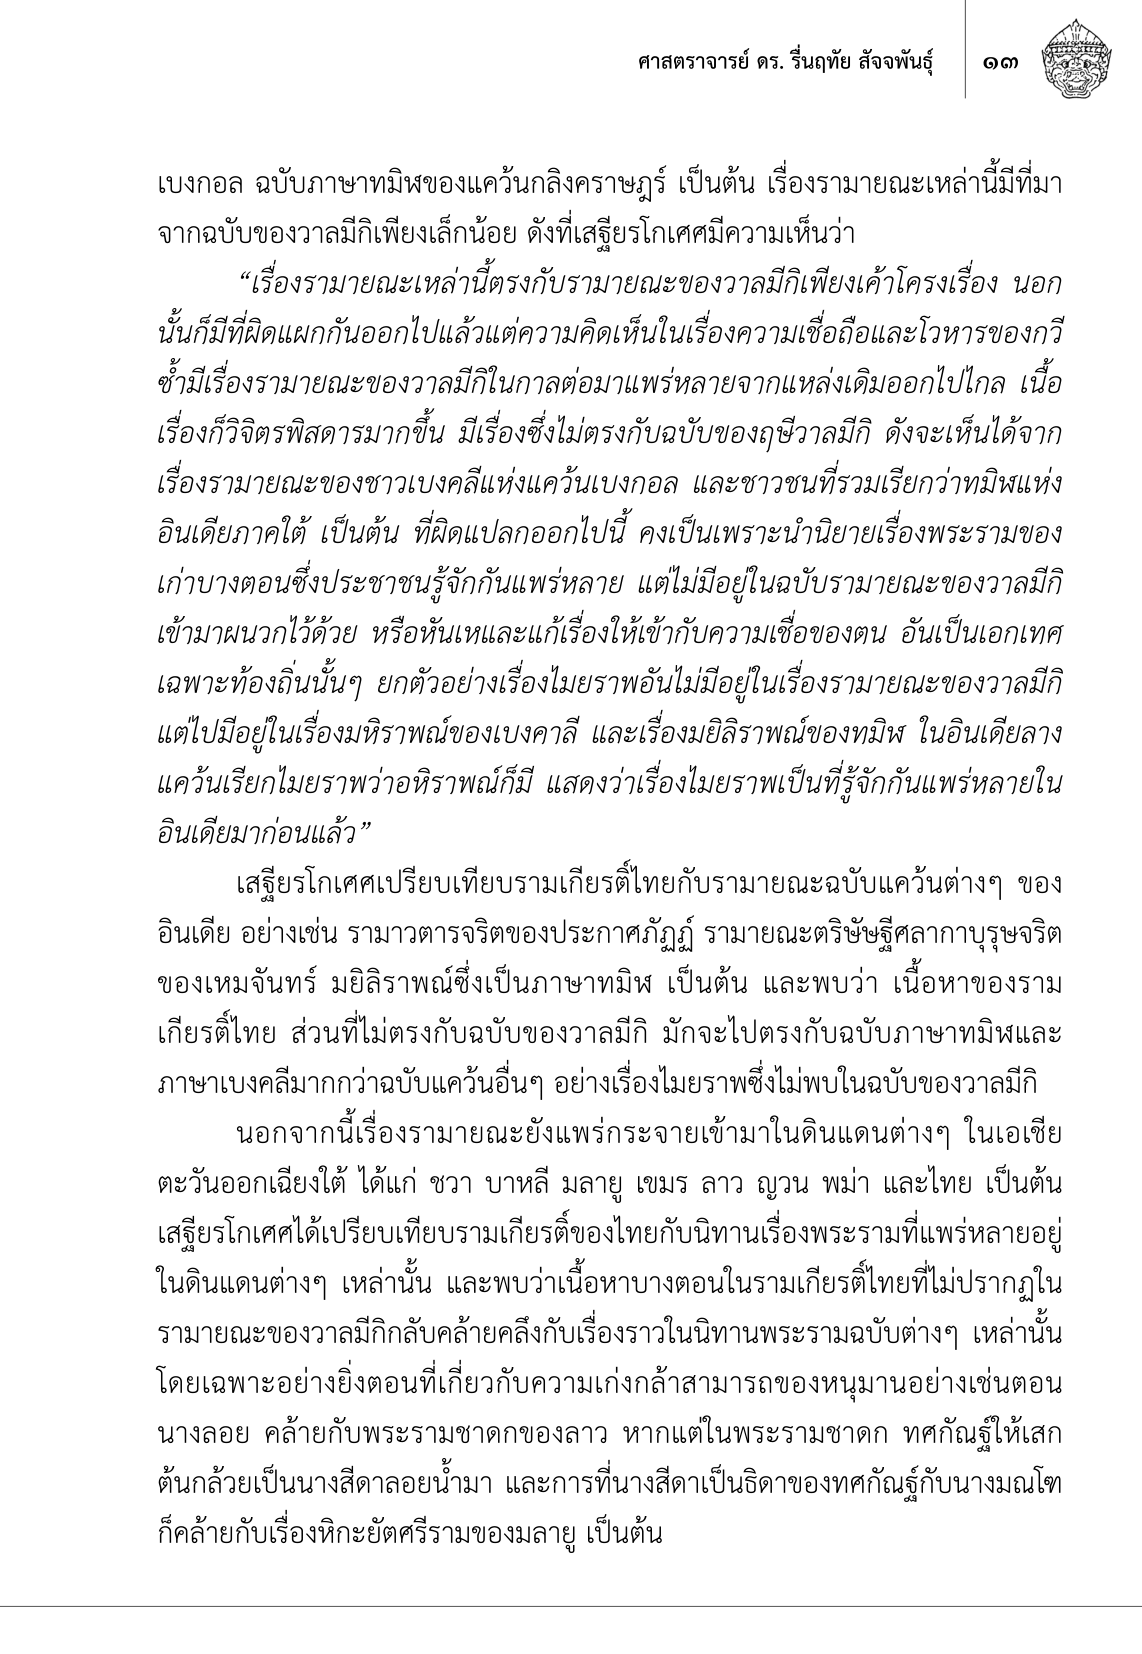 ศาสตราจารย์ ดร. รื่นฤทัย สัจจพันธุ์ ๑๓
เบงกอล ฉบับภาษาทมิฬของแคว้นกลิงคราษฎร์ เป็นต้น เรื่องรามายณะเหล่านี้มีที่มา
จากฉบับของวาลมีกิเพียงเล็กน้อย ดังที่เสฐียรโกเศศมีความเห็นว่า
“เรื่องรามายณะเหล่านี้ตรงกับรามายณะของวาลมีกิเพียงเค้าโครงเรื่อง นอก
นั้นก็มีที่ผิดแผกกันออกไปแล้วแต่ความคิดเห็นในเรื่องความเชื่อถือและโวหารของกวี
ซ้ำมีเรื่องรามายณะของวาลมีกิในกาลต่อมาแพร่หลายจากแหล่งเดิมออกไปไกล เนื้อ
เรื่องก็วิจิตรพิสดารมากขึ้น มีเรื่องซึ่งไม่ตรงกับฉบับของฤษีวาลมีกิ ดังจะเห็นได้จาก
เรื่องรามายณะของชาวเบงคลีแห่งแคว้นเบงกอล และชาวชนที่รวมเรียกว่าทมิฬแห่ง
อินเดียภาคใต้ เป็นต้น ที่ผิดแปลกออกไปนี้ คงเป็นเพราะนำนิยายเรื่องพระรามของ
เก่าบางตอนซึ่งประชาชนรู้จักกันแพร่หลาย แต่ไม่มีอยู่ในฉบับรามายณะของวาลมีกิ
เข้ามาผนวกไว้ด้วย หรือหันเหและแก้เรื่องให้เข้ากับความเชื่อของตน อันเป็นเอกเทศ
เฉพาะท้องถิ่นนั้นๆ ยกตัวอย่างเรื่องไมยราพอันไม่มีอยู่ในเรื่องรามายณะของวาลมีกิ
แต่ไปมีอยู่ในเรื่องมหิราพณ์ของเบงคาลี และเรื่องมยิลิราพณ์ของทมิฬ ในอินเดียลาง
แคว้นเรียกไมยราพว่าอหิราพณ์ก็มี แสดงว่าเรื่องไมยราพเป็นที่รู้จักกันแพร่หลายใน
อินเดียมาก่อนแล้ว”
เสฐียรโกเศศเปรียบเทียบรามเกียรติ์ไทยกับรามายณะฉบับแคว้นต่างๆ ของ
อินเดีย อย่างเช่น รามาวตารจริตของประกาศภัฏฏ์ รามายณะตริษัษฐีศลากาบุรุษจริต
ของเหมจันทร์ มยิลิราพณ์ซึ่งเป็นภาษาทมิฬ เป็นต้น และพบว่า เนื้อหาของราม
เกียรติ์ไทย ส่วนที่ไม่ตรงกับฉบับของวาลมีกิ มักจะไปตรงกับฉบับภาษาทมิฬและ
ภาษาเบงคลีมากกว่าฉบับแคว้นอื่นๆ อย่างเรื่องไมยราพซึ่งไม่พบในฉบับของวาลมีกิ
นอกจากนี้เรื่องรามายณะยังแพร่กระจายเข้ามาในดินแดนต่างๆ ในเอเชีย
ตะวันออกเฉียงใต้ ได้แก่ ชวา บาหลี มลายู เขมร ลาว ญวน พม่า และไทย เป็นต้น
เสฐียรโกเศศได้เปรียบเทียบรามเกียรติ์ของไทยกับนิทานเรื่องพระรามที่แพร่หลายอยู่
ในดินแดนต่างๆ เหล่านั้น และพบว่าเนื้อหาบางตอนในรามเกียรติ์ไทยที่ไม่ปรากฏใน
รามายณะของวาลมีกิกลับคล้ายคลึงกับเรื่องราวในนิทานพระรามฉบับต่างๆ เหล่านั้น
โดยเฉพาะอย่างยิ่งตอนที่เกี่ยวกับความเก่งกล้าสามารถของหนุมานอย่างเช่นตอน
นางลอย คล้ายกับพระรามชาดกของลาว หากแต่ในพระรามชาดก ทศกัณฐ์ให้เสก
ต้นกล้วยเป็นนางสีดาลอยน้ำมา และการที่นางสีดาเป็นธิดาของทศกัณฐ์กับนางมณโฑ
ก็คล้ายกับเรื่องหิกะยัตศรีรามของมลายู เป็นต้น